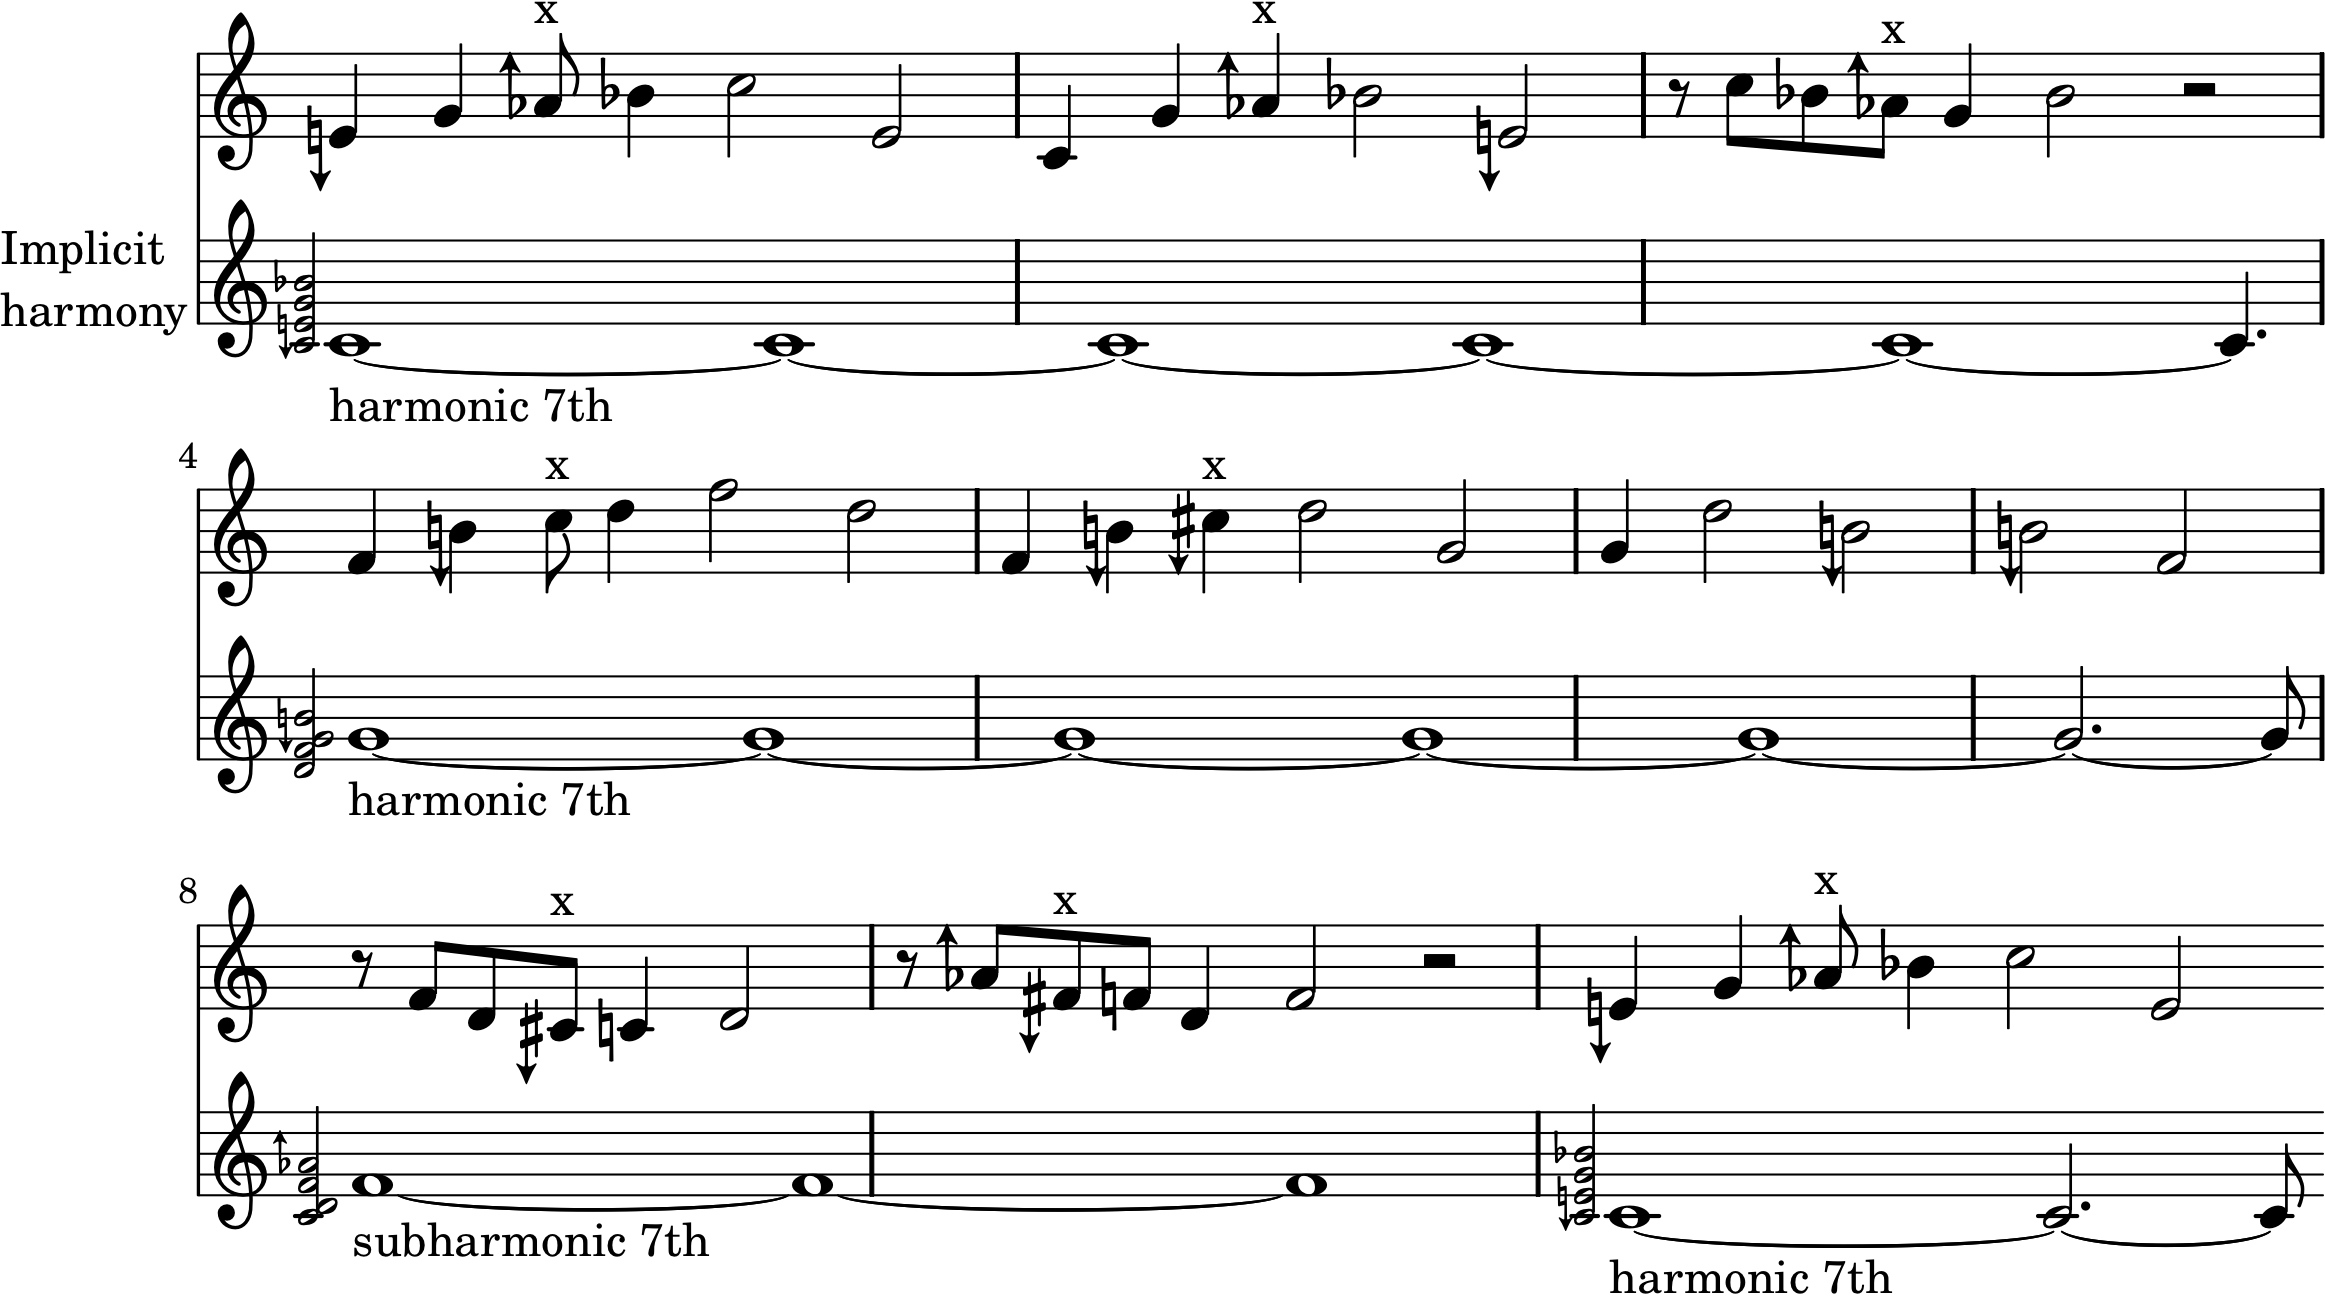 x x x
Implicit
harmony
harmonic 7th
4
x x
harmonic 7th
8
x x x
subharmonic 7th
harmonic 7th